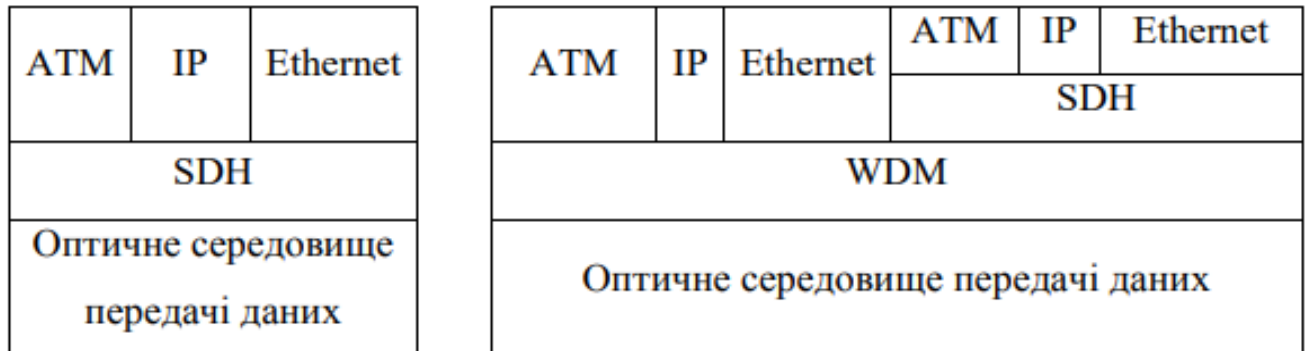 ATM IP Ethernet
SDH
Оптичне середовище
передачі даних
ATM IP Ethernet
ATM IP Ethernet
SDH
WDM
Оптичне середовище передачі даних